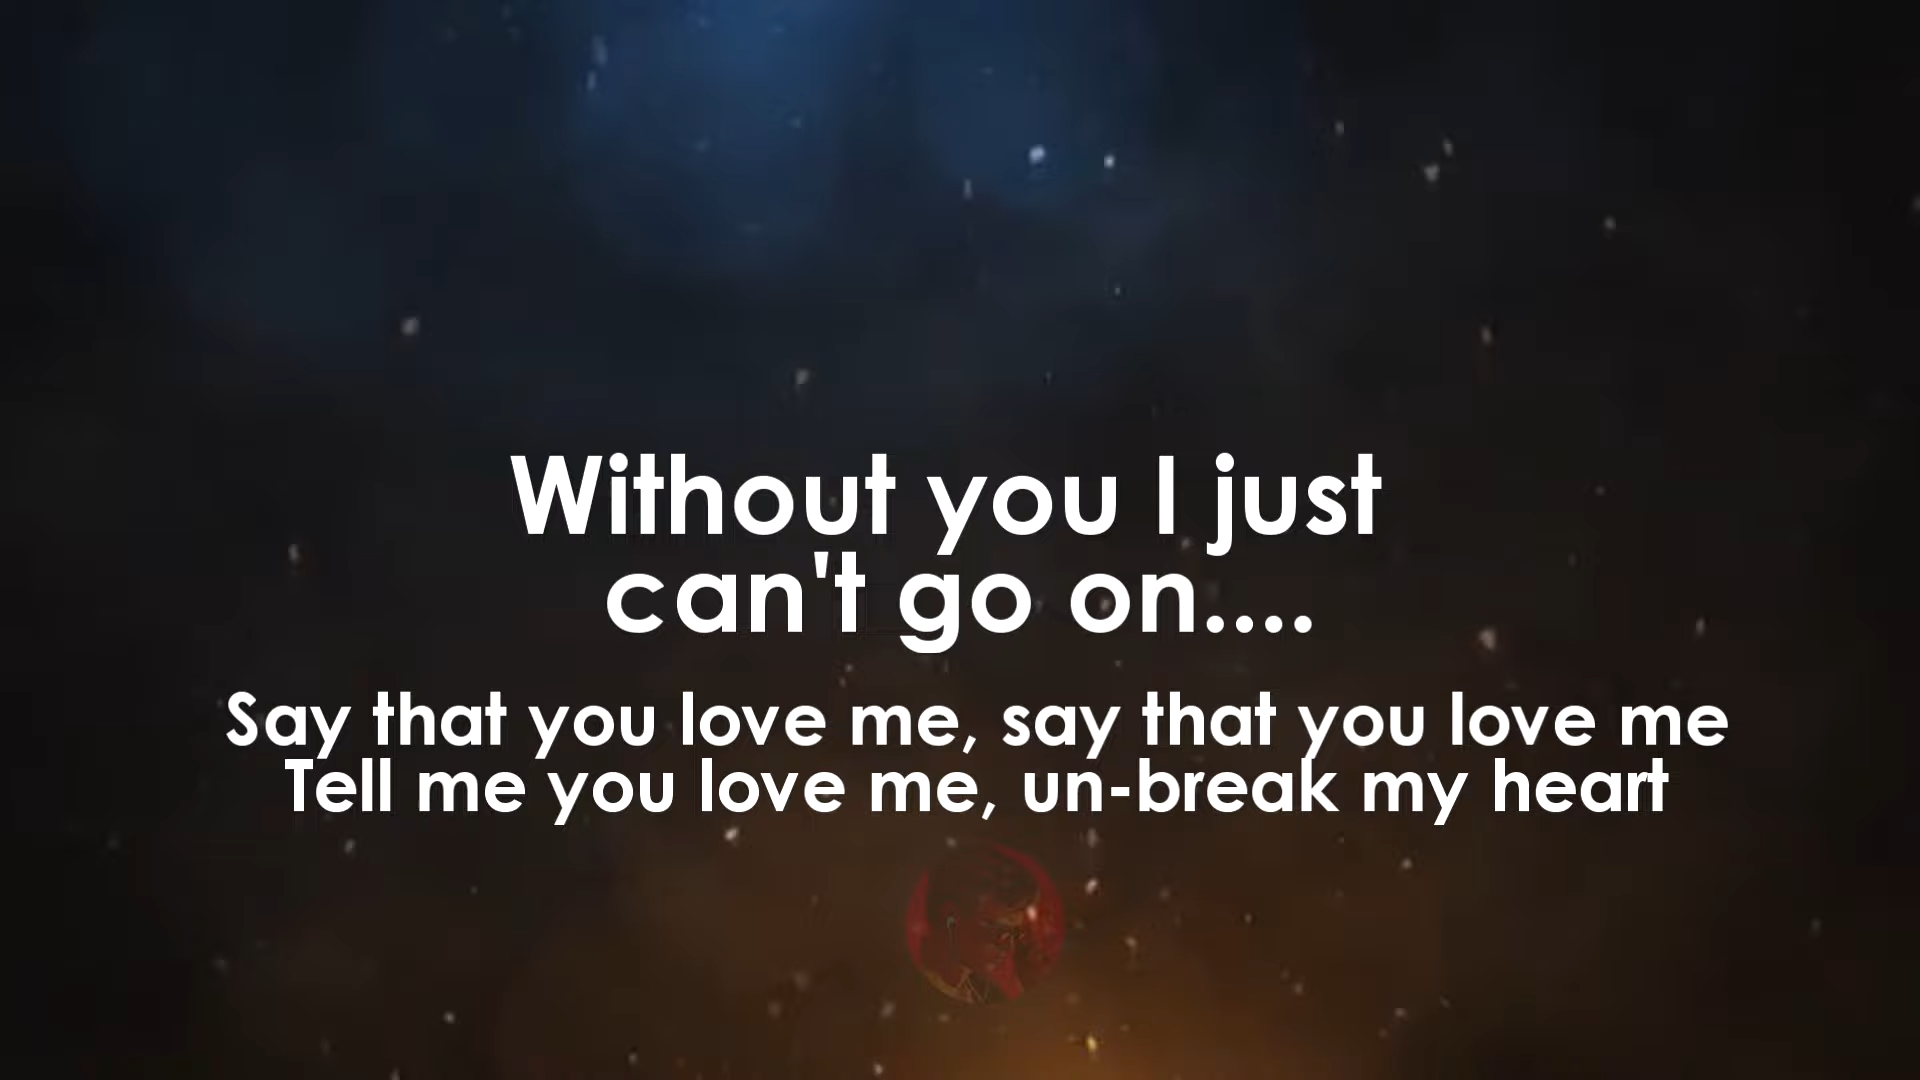 Without you I just
can't go on....
Say that you love me, say that you love me
Tell me you love me, un-break my heart